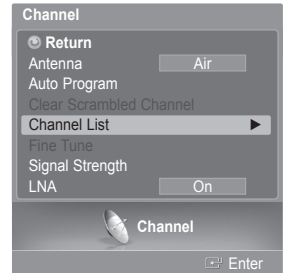 Channel
Return
Antenna Air
Auto Program
Clear Scrambled Channel
Channel List
Fine Tune
Signal Strength
LNA On
Channel
Enter